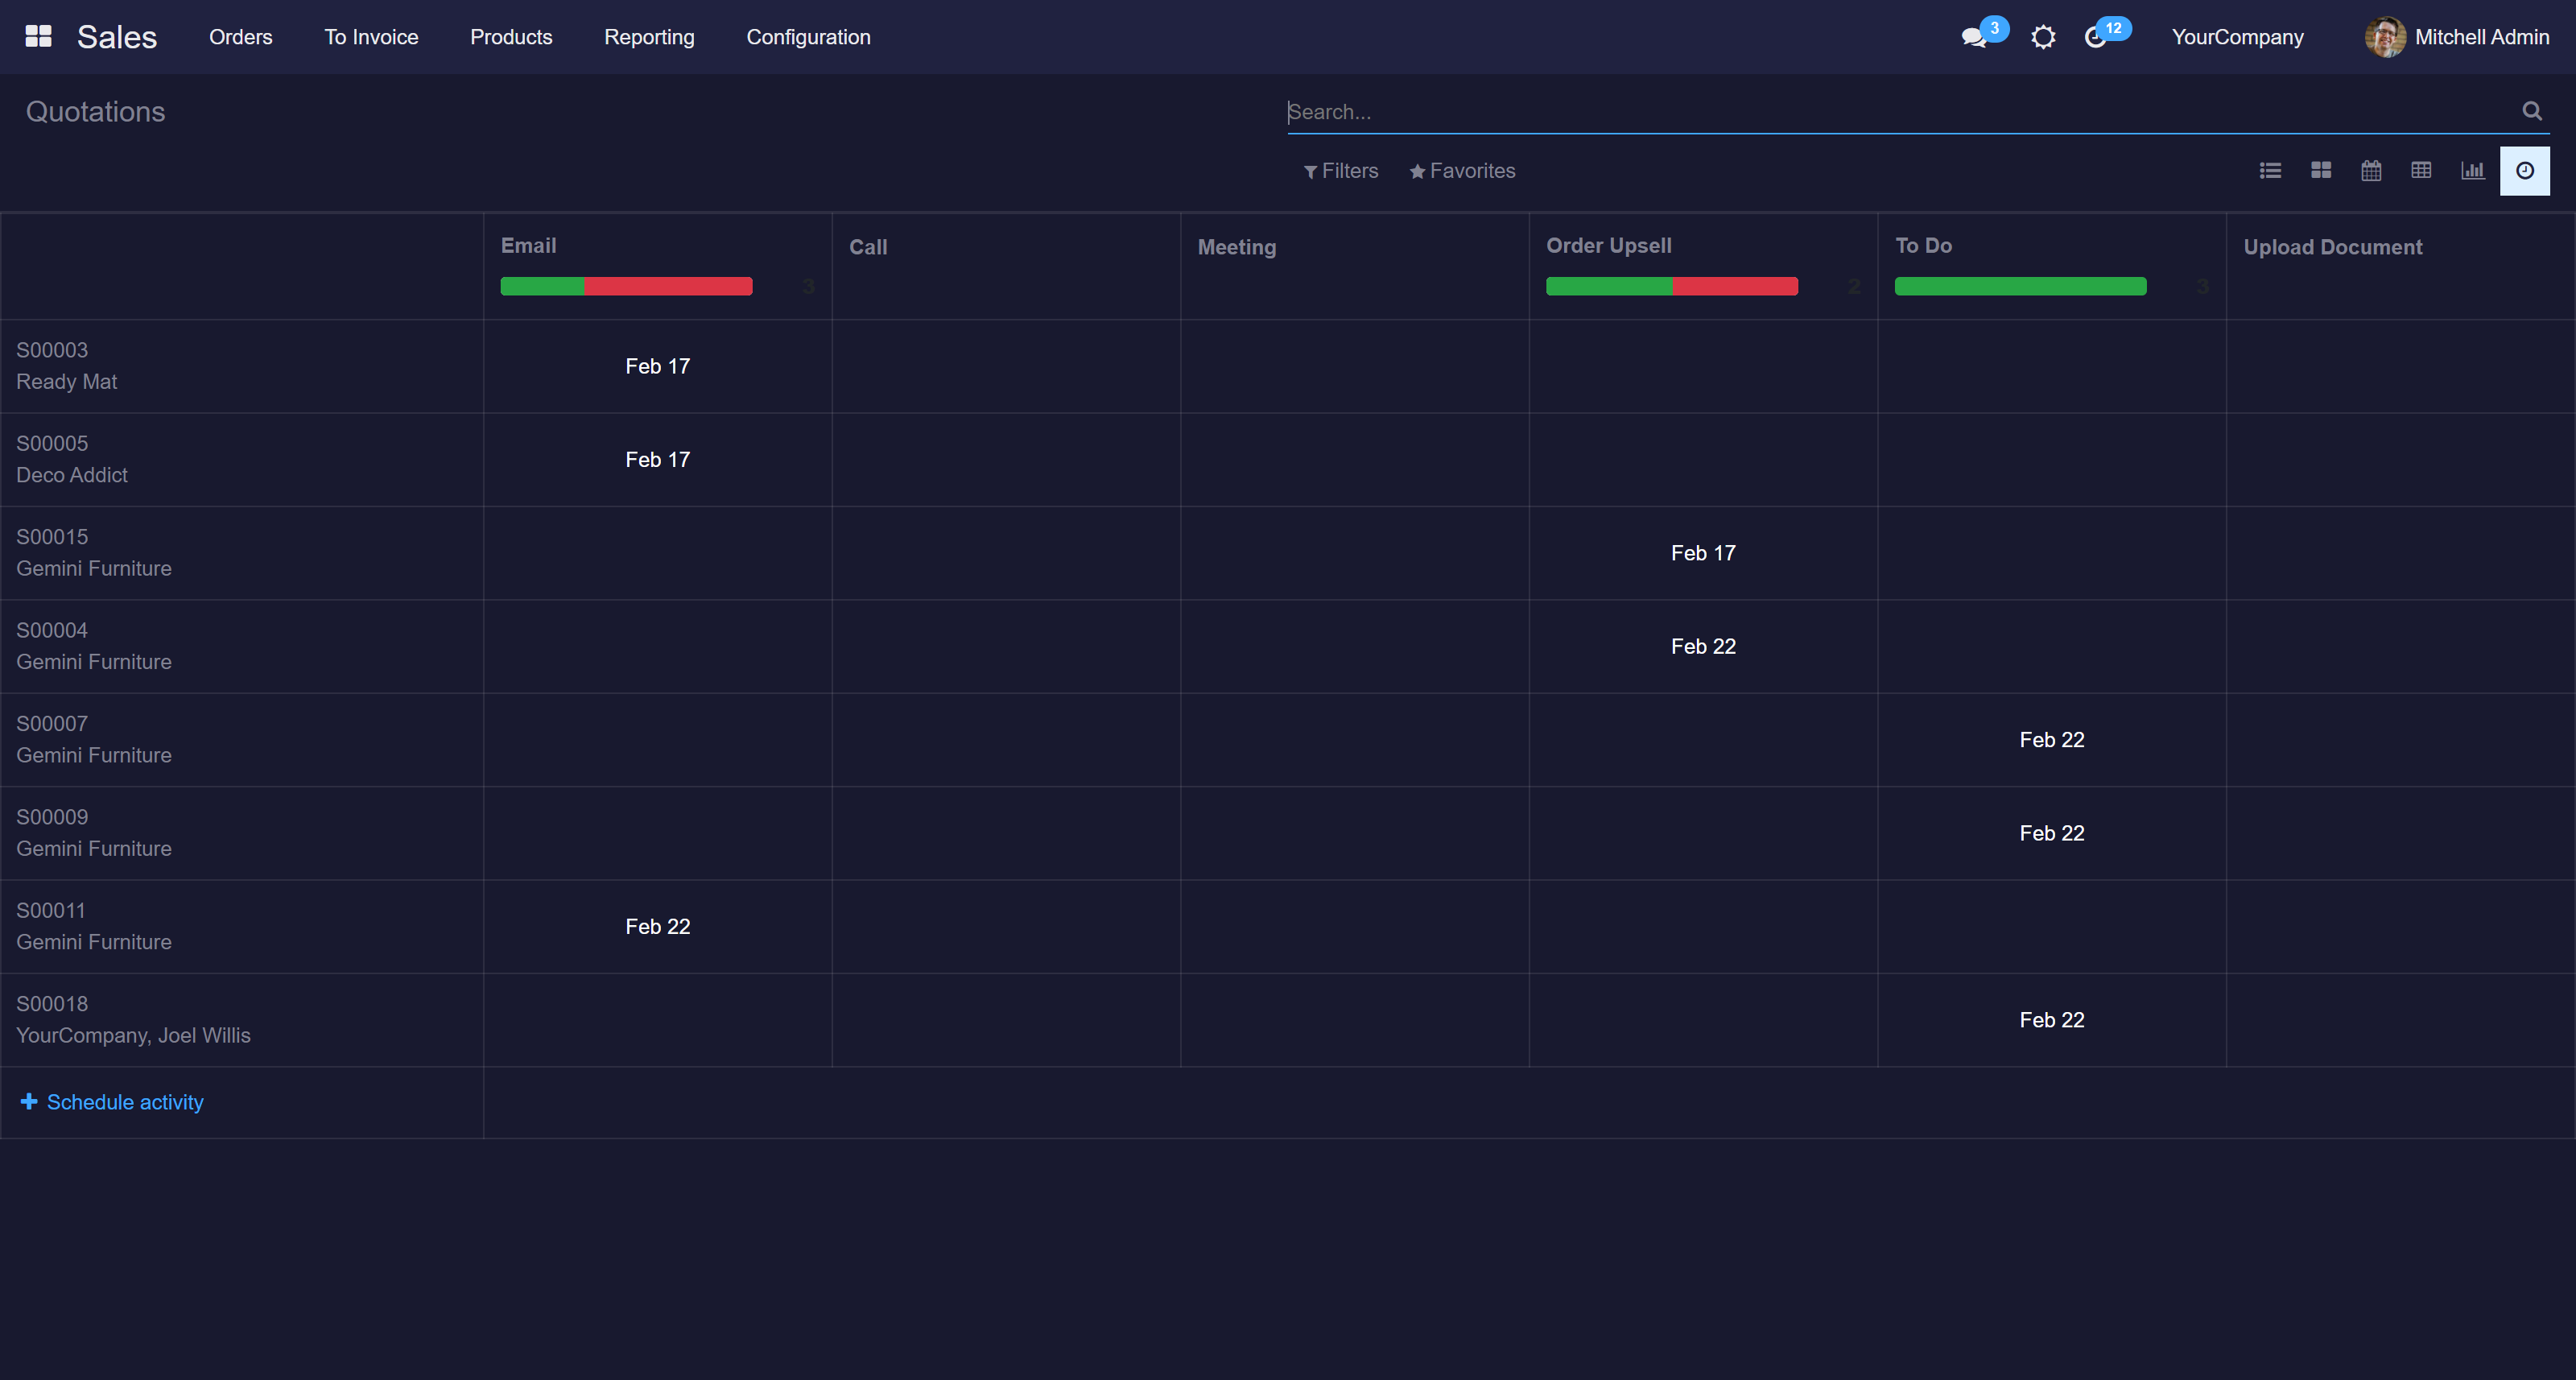 Sales Orders To Invoice Products Reporting Configuration 3 12 YourCompany Mitchell Admin
Quotations Search...
Filters Favorites
Email Call Meeting Order Upsell To Do Upload Document
3 2 3
S00003
Ready Mat
Feb 17
S00005
Deco Addict
Feb 17
S00015
Gemini Furniture
Feb 17
S00004
Gemini Furniture
Feb 22
S00007
Gemini Furniture
Feb 22
S00009
Gemini Furniture
Feb 22
S00011
Gemini Furniture
Feb 22
S00018
YourCompany, Joel Willis
Feb 22
Schedule activity